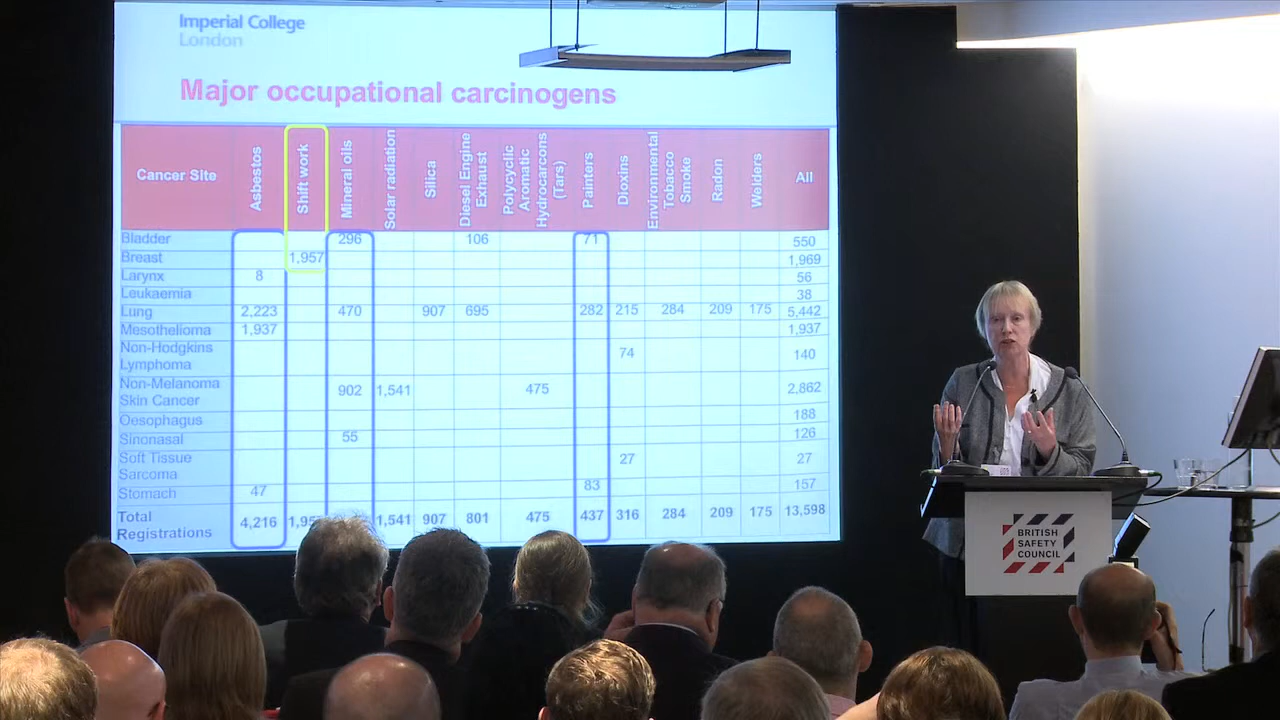 Imperial College
London
Major occupational carcinogens
Cancer Site Asbestos Shift work Mineral oils Solar radiation Silica Diesel Engine Exhaust Polycyclic Aromatic Hydrocarcons (Tars) Painters Dioxins Environmental Tobacco Smoke Radon Welders All
Bladder 296 106 71 550
Breast 1,957 1,969
Larynx 8 56
Leukaemia 38
Lung 2,223 470 907 695 282 215 284 209 175 5,442
Mesothelioma 1,937 1,937
Non-Hodgkins
Lymphoma 74 140
Non-Melanoma
Skin Cancer 902 1,541 475 2,862
Oesophagus 188
Sinonasal 55 126
Soft Tissue
Sarcoma 27 27
Stomach 47 83 157
Total
Registrations 4,216 1,541 907 801 475 437 316 284 209 175 13,598
BRITISH
SAFETY
COUNCIL